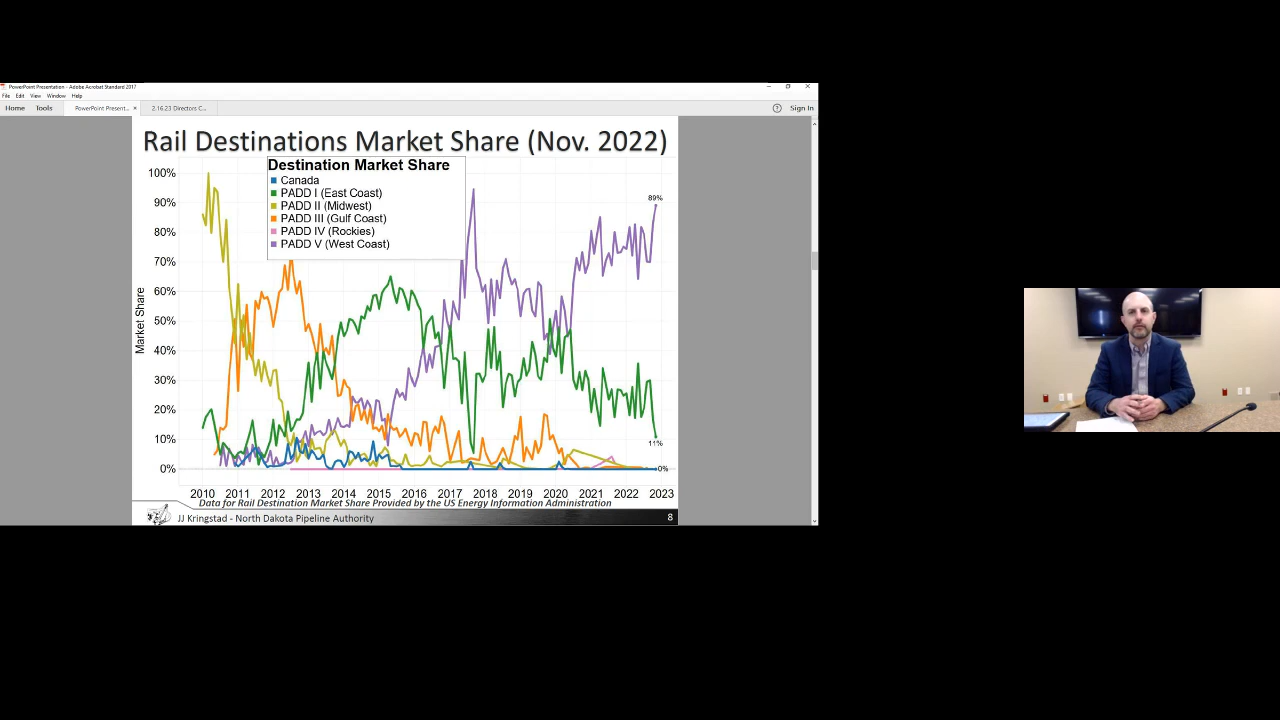 PowerPoint Presentation - Adobe Acrobat Standard 2017
File Edit View Window Help
Home Tools PowerPoint Present... × 2.16.23 Directors C... ? Sign In
Rail Destinations Market Share (Nov. 2022)
Destination Market Share
Canada
PADD I (East Coast)
PADD II (Midwest)
PADD III (Gulf Coast)
PADD IV (Rockies)
PADD V (West Coast)
Market Share
100%
90%
80%
70%
60%
50%
40%
30%
20%
10%
0%
89%
11%
0%
2010 2011 2012 2013 2014 2015 2016 2017 2018 2019 2020 2021 2022 2023
Data for Rail Destination Market Share Provided by the US Energy Information Administration
JJ Kringstad - North Dakota Pipeline Authority 8